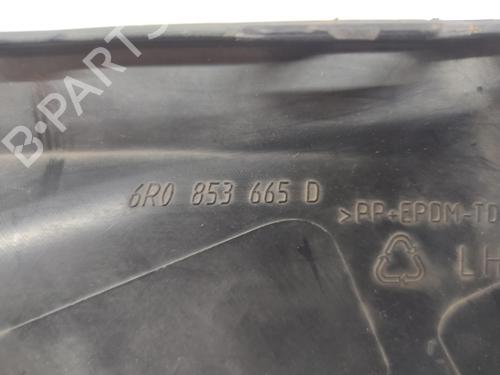 B-PARTS
6R0 853 665 D
>PP+EPDM-TD
LH